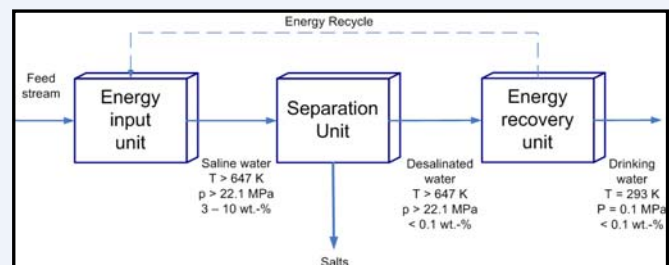 Energy Recycle
Feed
stream
Energy
input
unit
Separation
Unit
Energy
recovery
unit
Saline water
T > 647 K
p > 22.1 MPa
3 – 10 wt.-%
Desalinated
water
T > 647 K
p > 22.1 MPa
< 0.1 wt.-%
Drinking
water
T = 293 K
P = 0.1 MPa
< 0.1 wt.-%
Salts